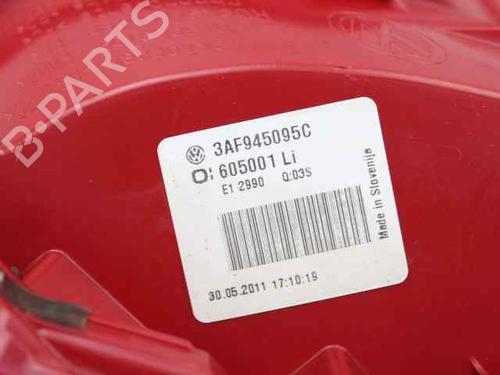 3AF945095C
605001 Li
E1 2990 Q:03S
30.05.2011 17:10:19
Made in Slovenija
B-PARTS